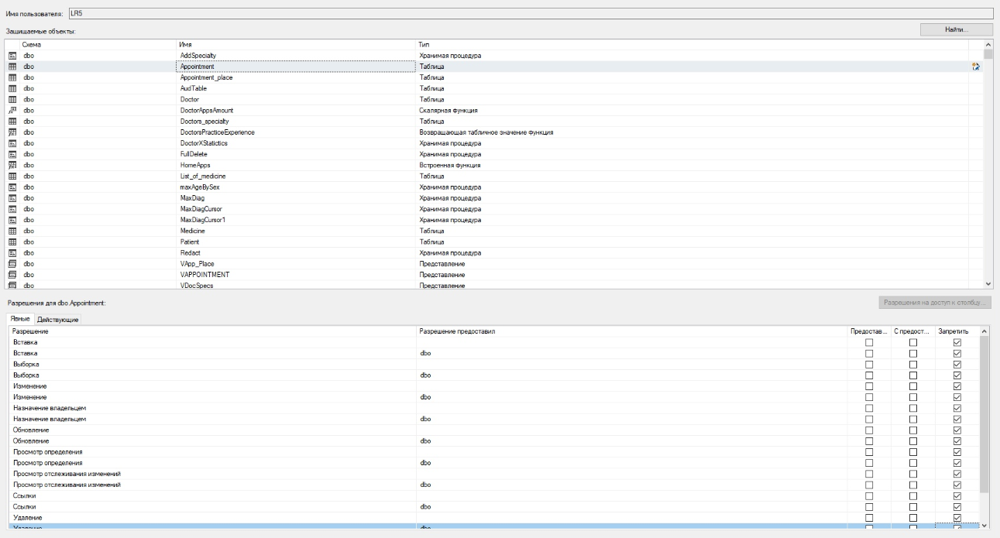 Имя пользователя: LR5
Защищаемые объекты: Найти...
Схема Имя Тип
dbo AddSpecialty Хранимая процедура
dbo Appointment Таблица
dbo Appointment_place Таблица
dbo AudTable Таблица
dbo Doctor Таблица
dbo DoctorAppsAmount Скалярная функция
dbo Doctors_specialty Таблица
dbo DoctorsPracticeExperience Возвращающая табличное значение функция
dbo DoctorXStatictics Хранимая процедура
dbo FullDelete Хранимая процедура
dbo HomeApps Встроенная функция
dbo List_of_medicine Таблица
dbo maxAgeBySex Хранимая процедура
dbo MaxDiag Хранимая процедура
dbo MaxDiagCursor Хранимая процедура
dbo MaxDiagCursor1 Хранимая процедура
dbo Medicine Таблица
dbo Patient Таблица
dbo Redact Хранимая процедура
dbo VApp_Place Представление
dbo VAPPOINTMENT Представление
dbo VDocSpecs Представление
Разрешения для dbo.Appointment: Разрешения на доступ к столбцу...
Явные Действующие
Разрешение Разрешение предоставил Предостав... С предост... Запретить
Вставка
Вставка dbo
Выборка
Выборка dbo
Изменение
Изменение dbo
Назначение владельцем
Назначение владельцем dbo
Обновление
Обновление dbo
Просмотр определения
Просмотр определения dbo
Просмотр отслеживания изменений
Просмотр отслеживания изменений dbo
Ссылки
Ссылки dbo
Удаление
Удаление dbo